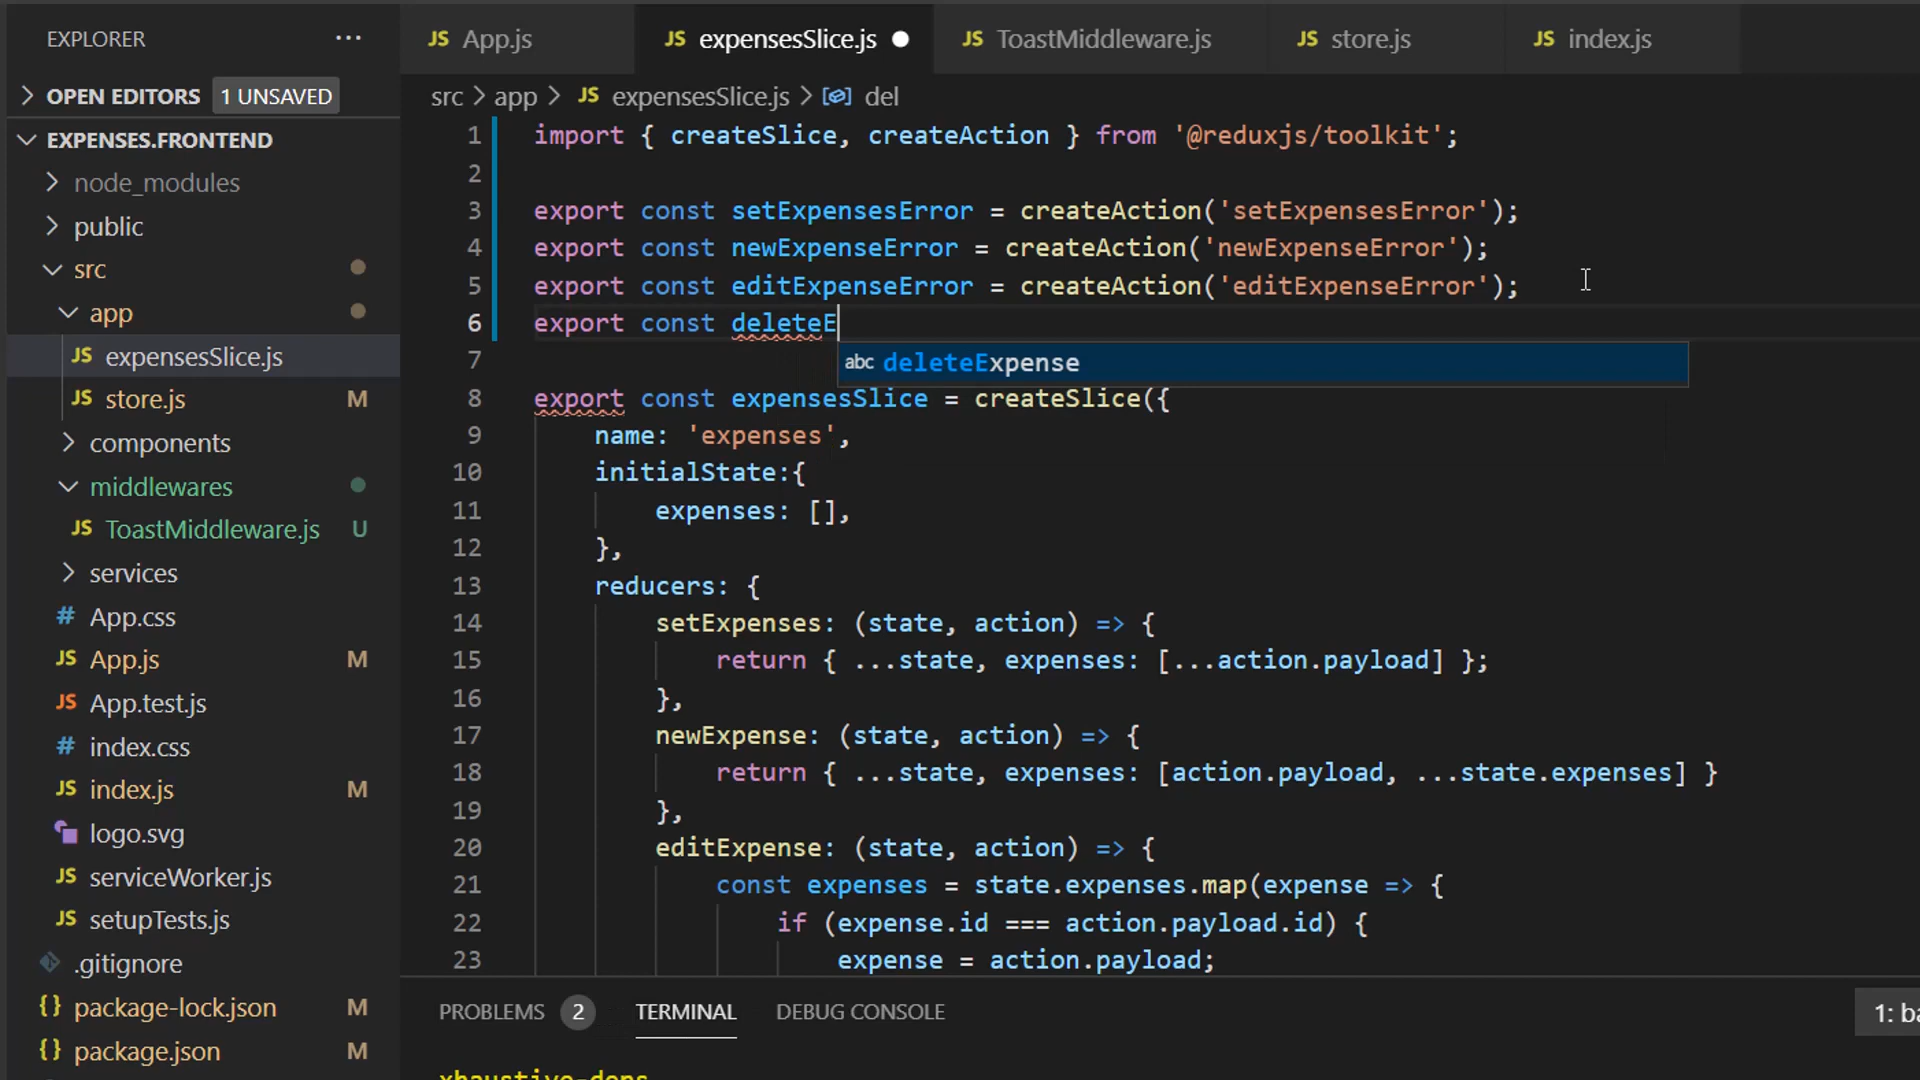 EXPLORER ...
OPEN EDITORS 1 UNSAVED
EXPENSES.FRONTEND
node_modules
public
src
app
JS expensesSlice.js
JS store.js M
components
middlewares
JS ToastMiddleware.js U
services
# App.css
JS App.js M
JS App.test.js
# index.css
JS index.js M
logo.svg
JS serviceWorker.js
JS setupTests.js
.gitignore
{} package-lock.json M
{} package.json M
JS App.js JS expensesSlice.js JS ToastMiddleware.js JS store.js JS index.js
src > app > JS expensesSlice.js > del
1 import { createSlice, createAction } from '@reduxjs/toolkit';
2
3 export const setExpensesError = createAction('setExpensesError');
4 export const newExpenseError = createAction('newExpenseError');
5 export const editExpenseError = createAction('editExpenseError');
6 export const deleteE
7
abc deleteExpense
8 export const expensesSlice = createSlice({
9 name: 'expenses',
10 initialState:{
11 expenses: [],
12 },
13 reducers: {
14 setExpenses: (state, action) => {
15 return { ...state, expenses: [...action.payload] };
16 },
17 newExpense: (state, action) => {
18 return { ...state, expenses: [action.payload, ...state.expenses] }
19 },
20 editExpense: (state, action) => {
21 const expenses = state.expenses.map(expense => {
22 if (expense.id === action.payload.id) {
23 expense = action.payload;
PROBLEMS 2 TERMINAL DEBUG CONSOLE 1: ba
xhaustive-deps